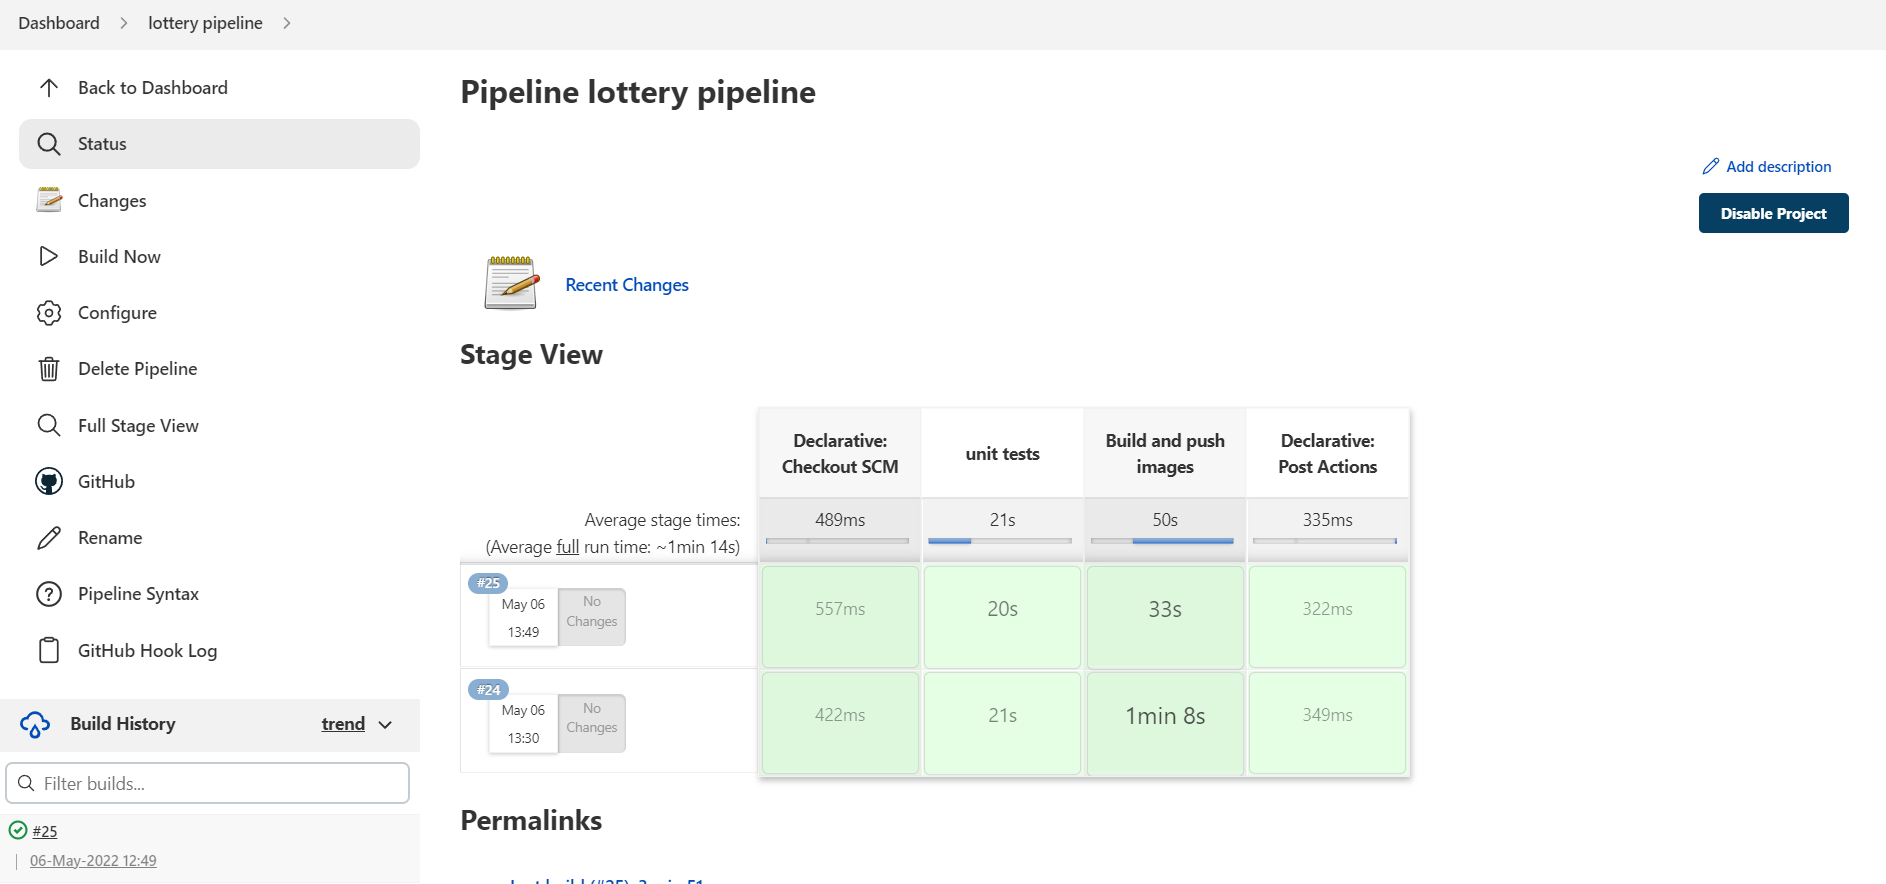 Dashboard
lottery pipeline
Back to Dashboard
Status
Changes
Build Now
Configure
Delete Pipeline
Full Stage View
GitHub
Rename
Pipeline Syntax
GitHub Hook Log
Build History
trend
Filter builds...
#25
06-May-2022 12:49
Pipeline lottery pipeline
Add description
Disable Project
Recent Changes
Stage View
Declarative:
Checkout SCM
unit tests
Build and push
images
Declarative:
Post Actions
Average stage times:
(Average full run time: ~1min 14s)
489ms
21s
50s
335ms
#25
May 06
13:49
No
Changes
557ms
20s
33s
322ms
#24
May 06
13:30
No
Changes
422ms
21s
1min 8s
349ms
Permalinks